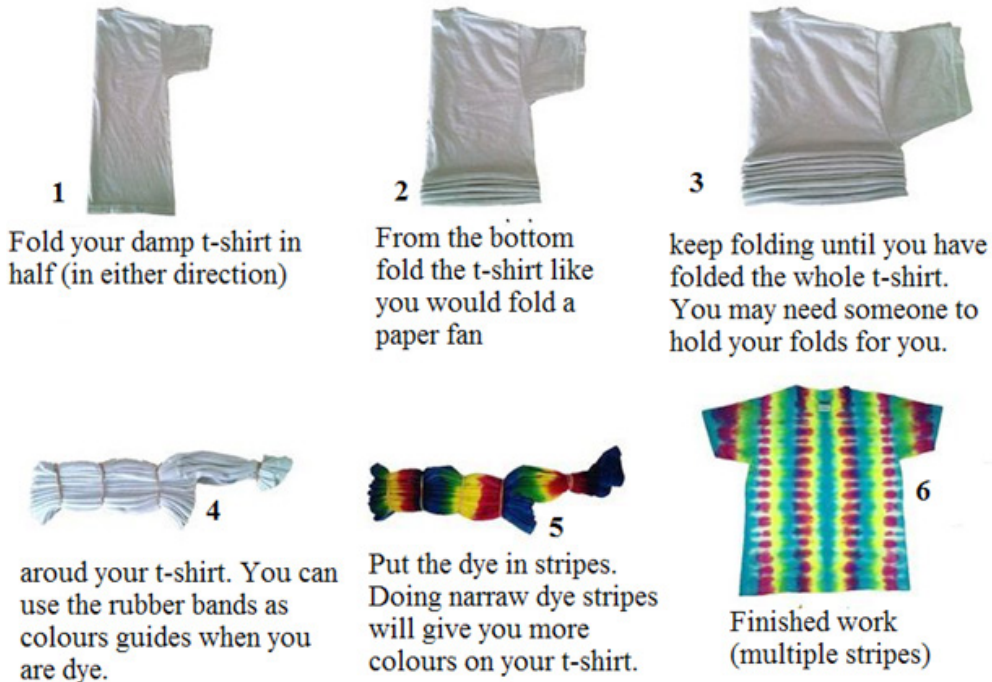 1
Fold your damp t-shirt in
half (in either direction)
2
From the bottom
fold the t-shirt like
you would fold a
paper fan
3
keep folding until you have
folded the whole t-shirt.
You may need someone to
hold your folds for you.
4
aroud your t-shirt. You can
use the rubber bands as
colours guides when you
are dye.
5
Put the dye in stripes.
Doing narraw dye stripes
will give you more
colours on your t-shirt.
6
Finished work
(multiple stripes)